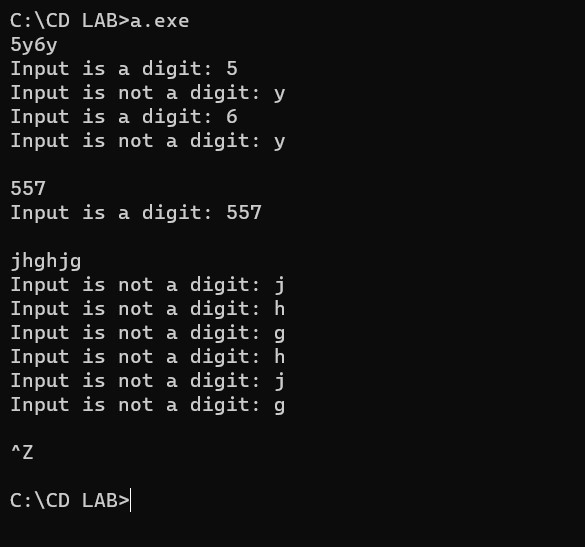 C:\CD LAB>a.exe
5y6y
Input is a digit: 5
Input is not a digit: y
Input is a digit: 6
Input is not a digit: y
557
Input is a digit: 557
jhghjg
Input is not a digit: j
Input is not a digit: h
Input is not a digit: g
Input is not a digit: h
Input is not a digit: j
Input is not a digit: g
^Z
C:\CD LAB>